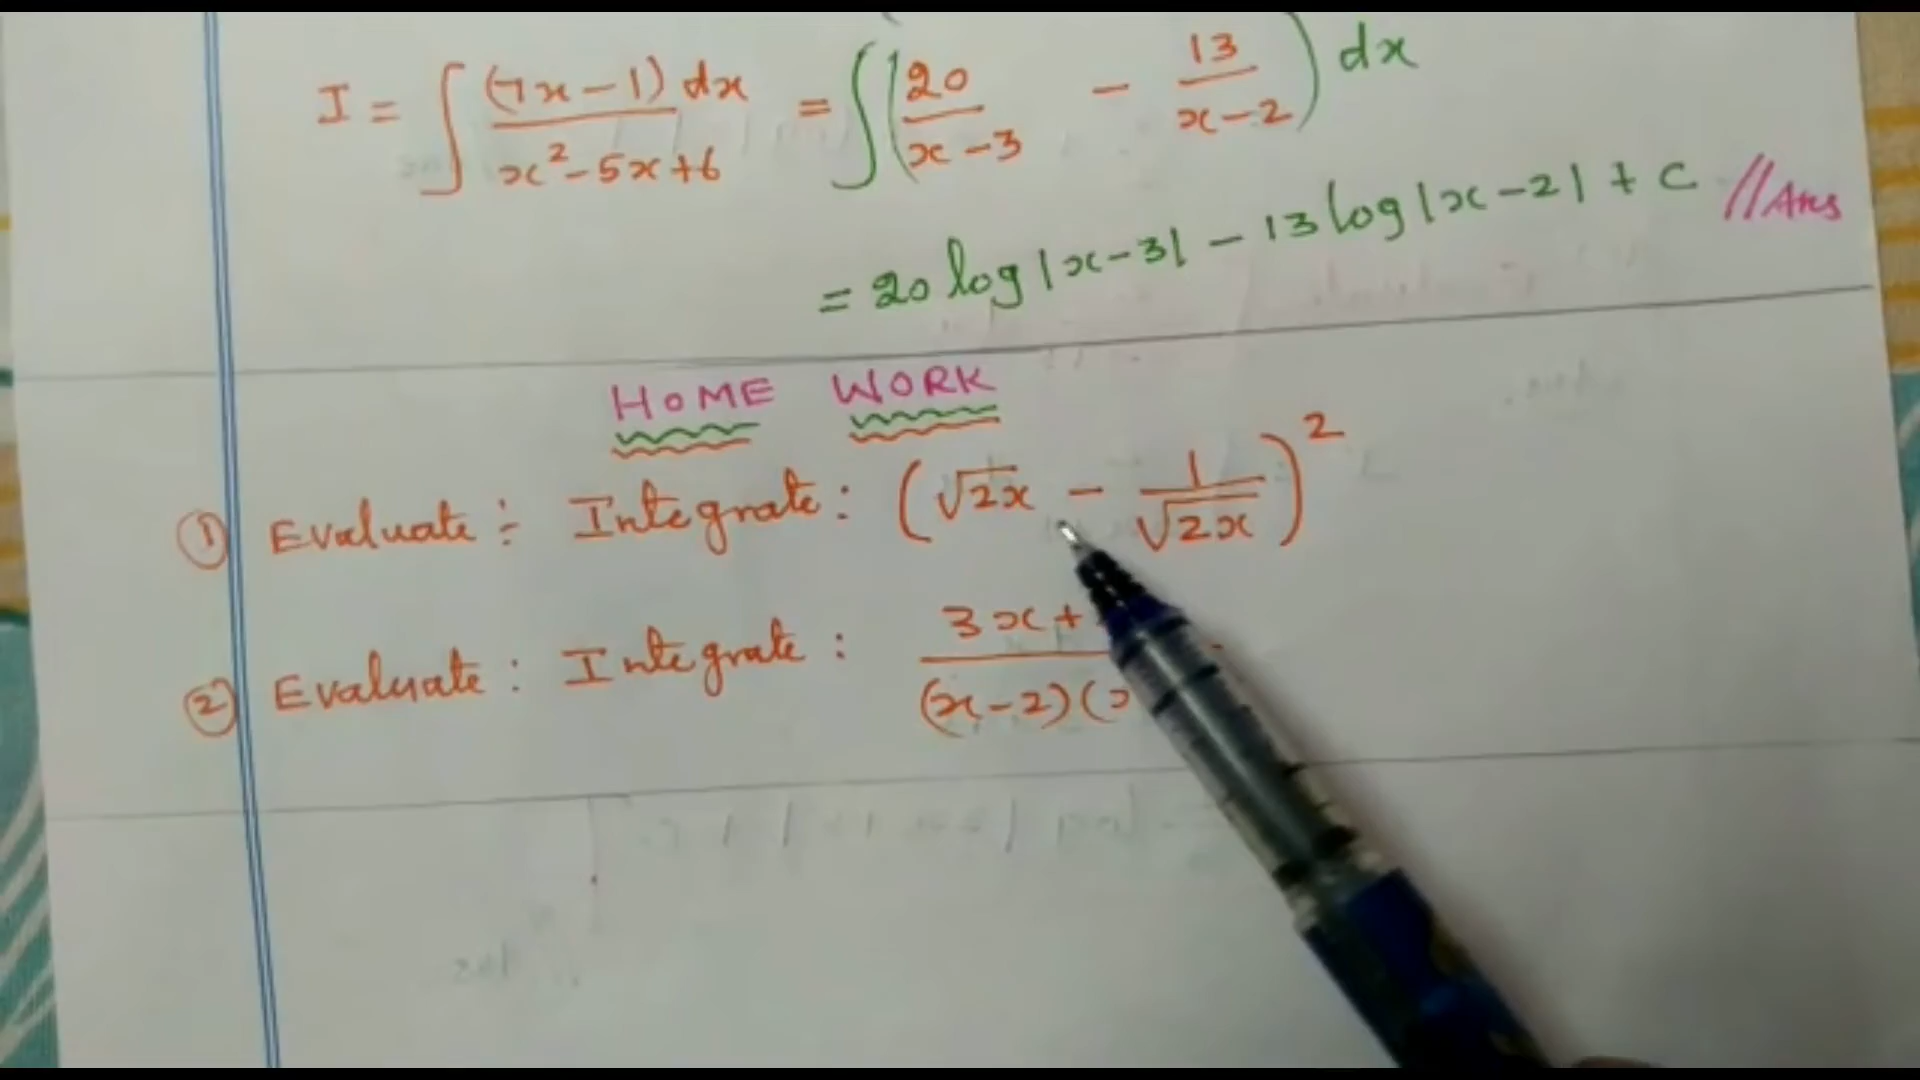 I = ∫ (7x-1) dx / x²-5x+6 = ∫ ( 20 / x-3 - 13 / x-2 ) dx
= 20 log |x-3| - 13 log |x-2| + c // Ans
HOME WORK
① Evaluate : Integrate : (√2x - 1/√2x)²
② Evaluate : Integrate : 3x+ / (x-2)(